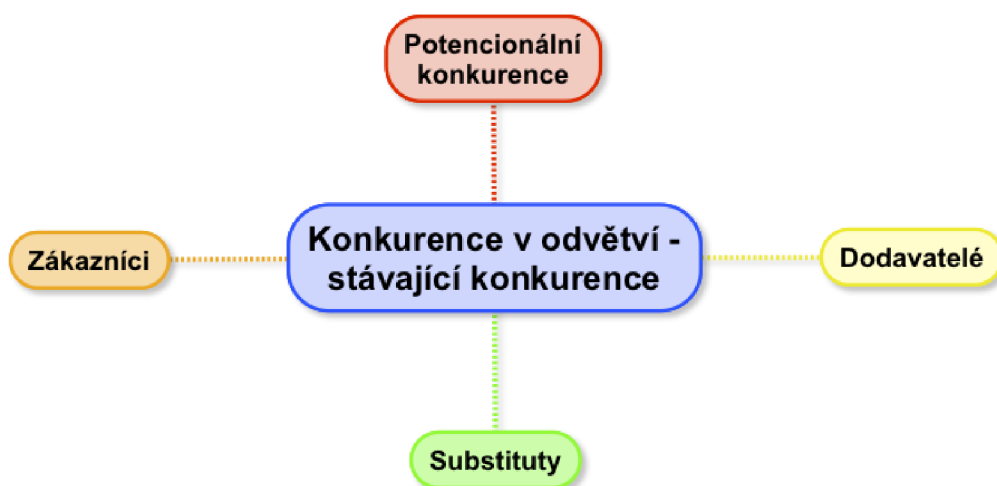 Potencionální
konkurence
Zákazníci
Konkurence v odvětví -
stávající konkurence
Dodavatelé
Substituty